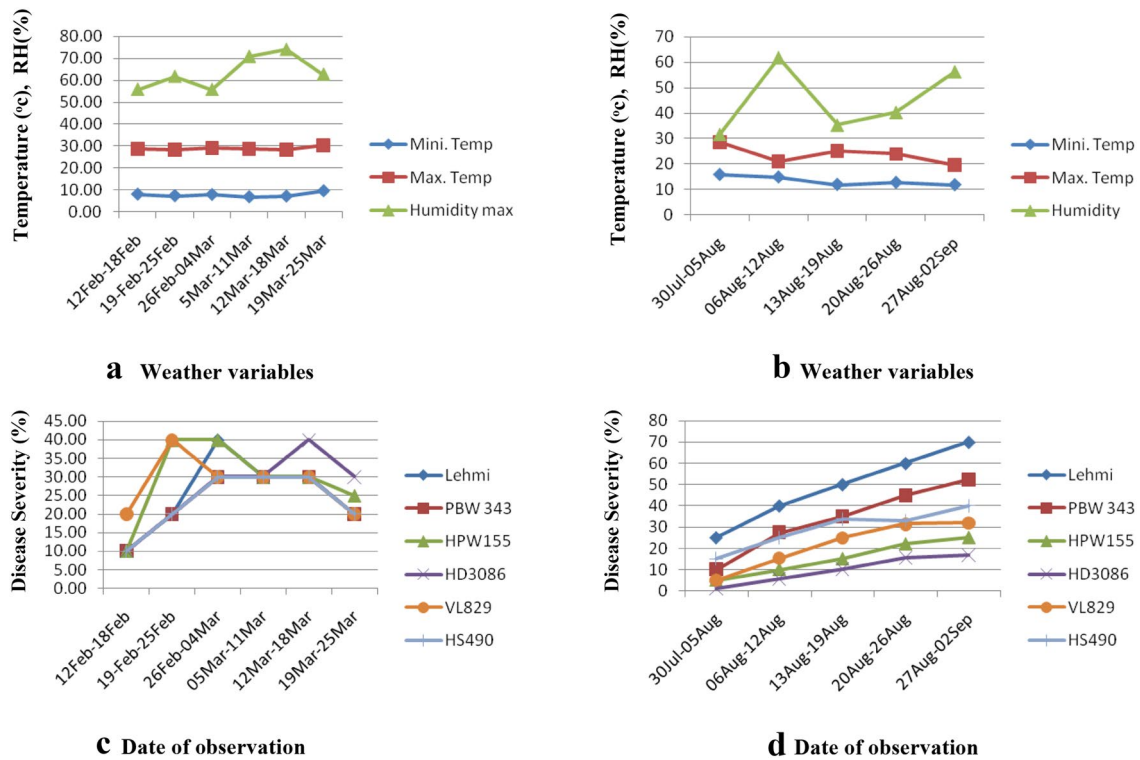 Temperature (ᵒc), RH(%)
80.00
70.00
60.00
50.00
40.00
30.00
20.00
10.00
0.00
12Feb-18Feb
19-Feb-25Feb
26Feb-04Mar
5Mar-11Mar
12Mar-18Mar
19Mar-25Mar
Mini. Temp
Max. Temp
Humidity max
a Weather variables
Temperature (ᵒc), RH(%)
70
60
50
40
30
20
10
0
30Jul-05Aug
06Aug-12Aug
13Aug-19Aug
20Aug-26Aug
27Aug-02Sep
Mini. Temp
Max. Temp
Humidity
b Weather variables
Disease Severity (%)
45.00
40.00
35.00
30.00
25.00
20.00
15.00
10.00
5.00
0.00
12Feb-18Feb
19-Feb-25Feb
26Feb-04Mar
05Mar-11Mar
12Mar-18Mar
19Mar-25Mar
Lehmi
PBW 343
HPW155
HD3086
VL829
HS490
c Date of observation
Disease Severity (%)
80
70
60
50
40
30
20
10
0
30Jul-05Aug
06Aug-12Aug
13Aug-19Aug
20Aug-26Aug
27Aug-02Sep
Lehmi
PBW 343
HPW155
HD3086
VL829
HS490
d Date of observation